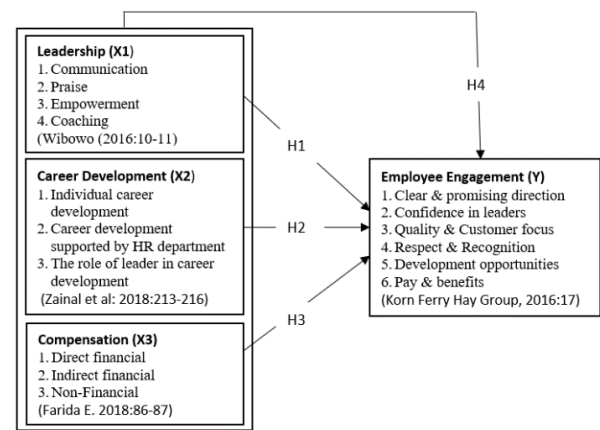 Leadership (X1)
1. Communication
2. Praise
3. Empowerment
4. Coaching
(Wibowo (2016:10-11)
Career Development (X2)
1. Individual career
development
2. Career development
supported by HR department
3. The role of leader in career
development
(Zainal et al: 2018:213-216)
Compensation (X3)
1. Direct financial
2. Indirect financial
3. Non-Financial
(Farida E. 2018:86-87)
H1
H2
H3
H4
Employee Engagement (Y)
1. Clear & promising direction
2. Confidence in leaders
3. Quality & Customer focus
4. Respect & Recognition
5. Development opportunities
6. Pay & benefits
(Korn Ferry Hay Group, 2016:17)